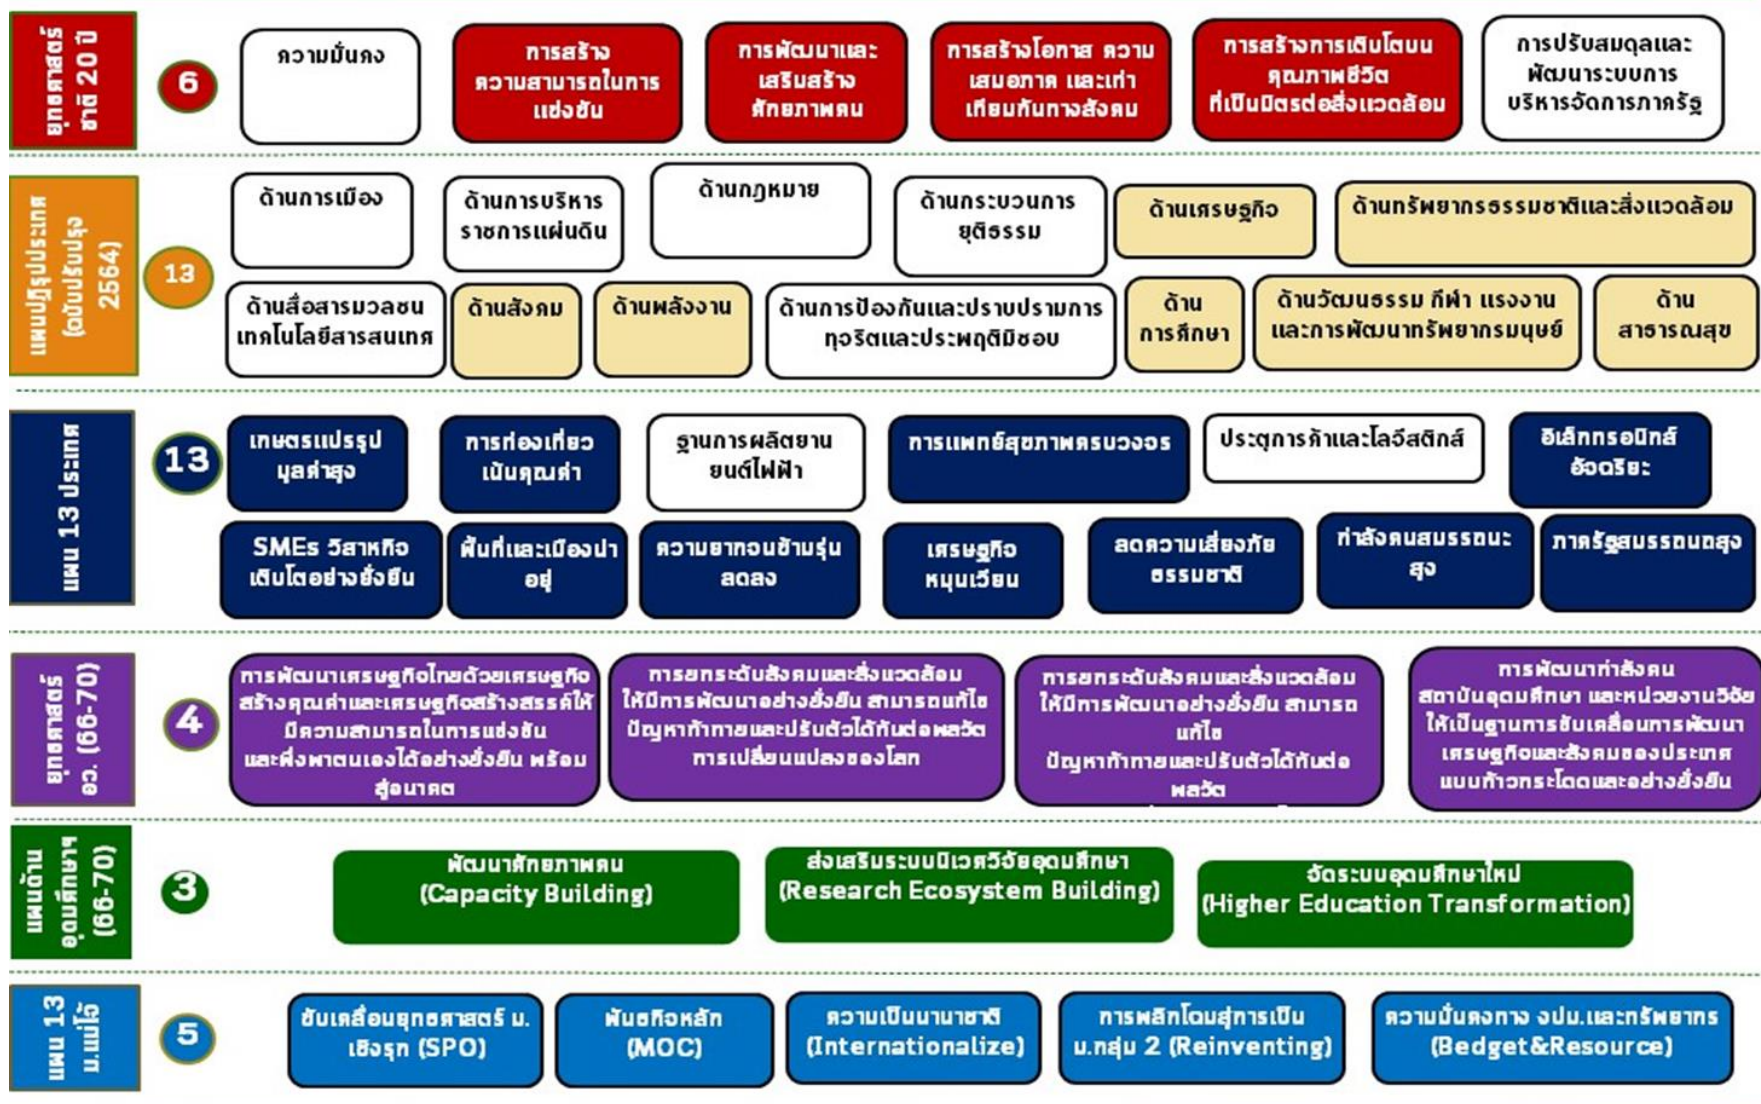 ยุทธศาสตร์
ชาติ 20 ปี
6
ความมั่นคง
การสร้าง
ความสามารถในการ
แข่งขัน
การพัฒนาและ
เสริมสร้าง
ศักยภาพคน
การสร้างโอกาส ความ
เสมอภาค และเท่า
เทียมกันทางสังคม
การสร้างการเติบโตบน
คุณภาพชีวิต
ที่เป็นมิตรต่อสิ่งแวดล้อม
การปรับสมดุลและ
พัฒนาระบบการ
บริหารจัดการภาครัฐ
แผนปฏิรูปประเทศ
(ฉบับปรับปรุง
2564)
13
ด้านการเมือง
ด้านการบริหาร
ราชการแผ่นดิน
ด้านกฎหมาย
ด้านกระบวนการ
ยุติธรรม
ด้านเศรษฐกิจ
ด้านทรัพยากรธรรมชาติและสิ่งแวดล้อม
ด้านสื่อสารมวลชน
เทคโนโลยีสารสนเทศ
ด้านสังคม
ด้านพลังงาน
ด้านการป้องกันและปราบปรามการ
ทุจริตและประพฤติมิชอบ
ด้าน
การศึกษา
ด้านวัฒนธรรม กีฬา แรงงาน
และการพัฒนาทรัพยากรมนุษย์
ด้าน
สาธารณสุข
แผน 13 ประเทศ
13
เกษตรแปรรูป
มูลค่าสูง
การท่องเที่ยว
เน้นคุณค่า
ฐานการผลิตยาน
ยนต์ไฟฟ้า
การแพทย์สุขภาพครบวงจร
ประตูการค้าและโลจีสติกส์
อิเล็กทรอนิกส์
อัจฉริยะ
SMEs วิสาหกิจ
เติบโตอย่างยั่งยืน
พื้นที่และเมืองน่า
อยู่
ความยากจนข้ามรุ่น
ลดลง
เศรษฐกิจ
หมุนเวียน
ลดความเสี่ยงภัย
ธรรมชาติ
กำลังคนสมรรถนะ
สูง
ภาครัฐสมรรถนถสูง
ยุทธศาสตร์
อว. (66-70)
4
การพัฒนาเศรษฐกิจไทยด้วยเศรษฐกิจ
สร้างคุณค่าและเศรษฐกิจสร้างสรรค์ให้
มีความสามารถในการแข่งขัน
และพึ่งพาตนเองได้อย่างยั่งยืน พร้อม
สู่อนาคต
การยกระดับสังคมและสิ่งแวดล้อม
ให้มีการพัฒนาอย่างยั่งยืน สามารถแก้ไข
ปัญหาท้าทายและปรับตัวได้ทันต่อพลวัต
การเปลี่ยนแปลงของโลก
การยกระดับสังคมและสิ่งแวดล้อม
ให้มีการพัฒนาอย่างยั่งยืน สามารถ
แก้ไข
ปัญหาท้าทายและปรับตัวได้ทันต่อ
พลวัต
การพัฒนากำลังคน
สถาบันอุดมศึกษา และหน่วยงานวิจัย
ให้เป็นฐานการขับเคลื่อนการพัฒนา
เศรษฐกิจและสังคมของประเทศ
แบบก้าวกระโดดและอย่างยั่งยืน
แผนด้าน
อุดมศึกษาฯ
(66-70)
3
พัฒนาศักยภาพคน
(Capacity Building)
ส่งเสริมระบบนิเวศวิจัยอุดมศึกษา
(Research Ecosystem Building)
จัดระบบอุดมศึกษาใหม่
(Higher Education Transformation)
แผน 13
ม.แม่โจ้
5
ขับเคลื่อนยุทธศาสตร์ ม.
เชิงรุก (SPO)
พันธกิจหลัก
(MOC)
ความเป็นนานาชาติ
(Internationalize)
การพลิกโฉมสู่การเป็น
ม.กลุ่ม 2 (Reinventing)
ความมั่นคงทาง งปม.และทรัพยากร
(Bedget&Resource)